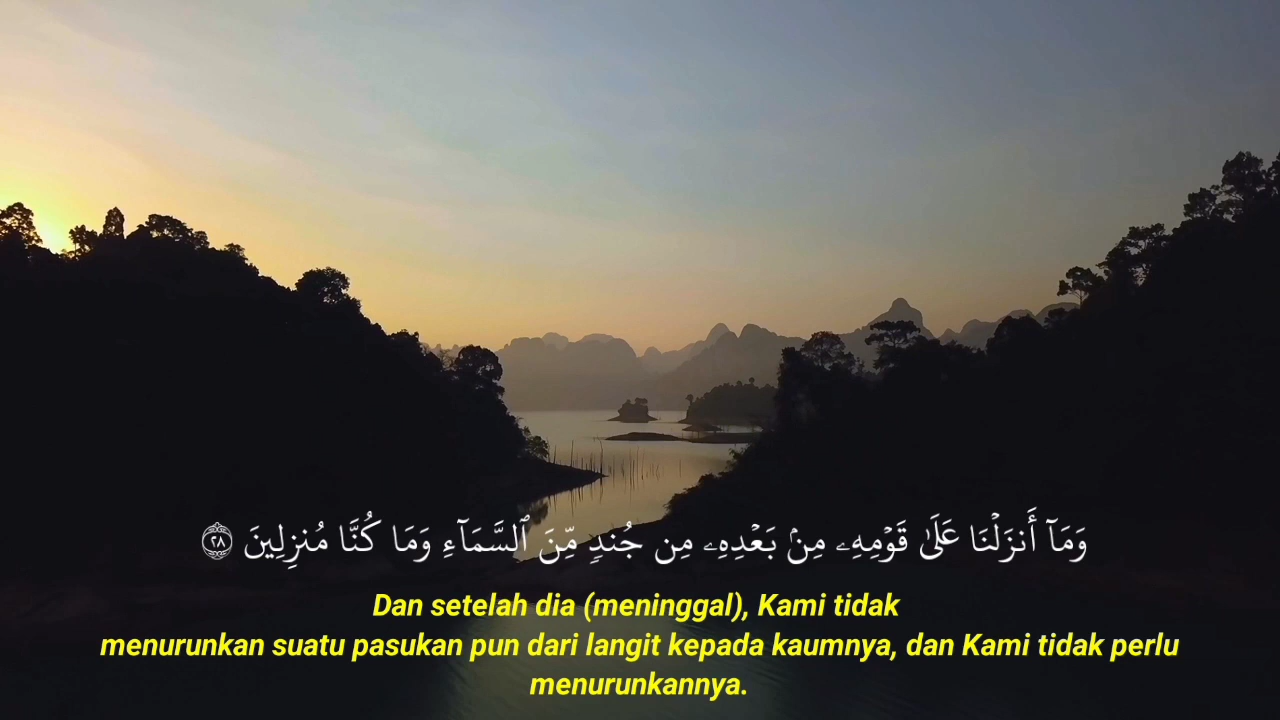 وَمَآ أَنزَلْنَا عَلَىٰ قَوْمِهِۦ مِنۢ بَعْدِهِۦ مِن جُندٍ مِّنَ ٱلسَّمَآءِ وَمَا كُنَّا مُنزِلِينَ ٢٨
Dan setelah dia (meninggal), Kami tidak
menurunkan suatu pasukan pun dari langit kepada kaumnya, dan Kami tidak perlu
menurunkannya.